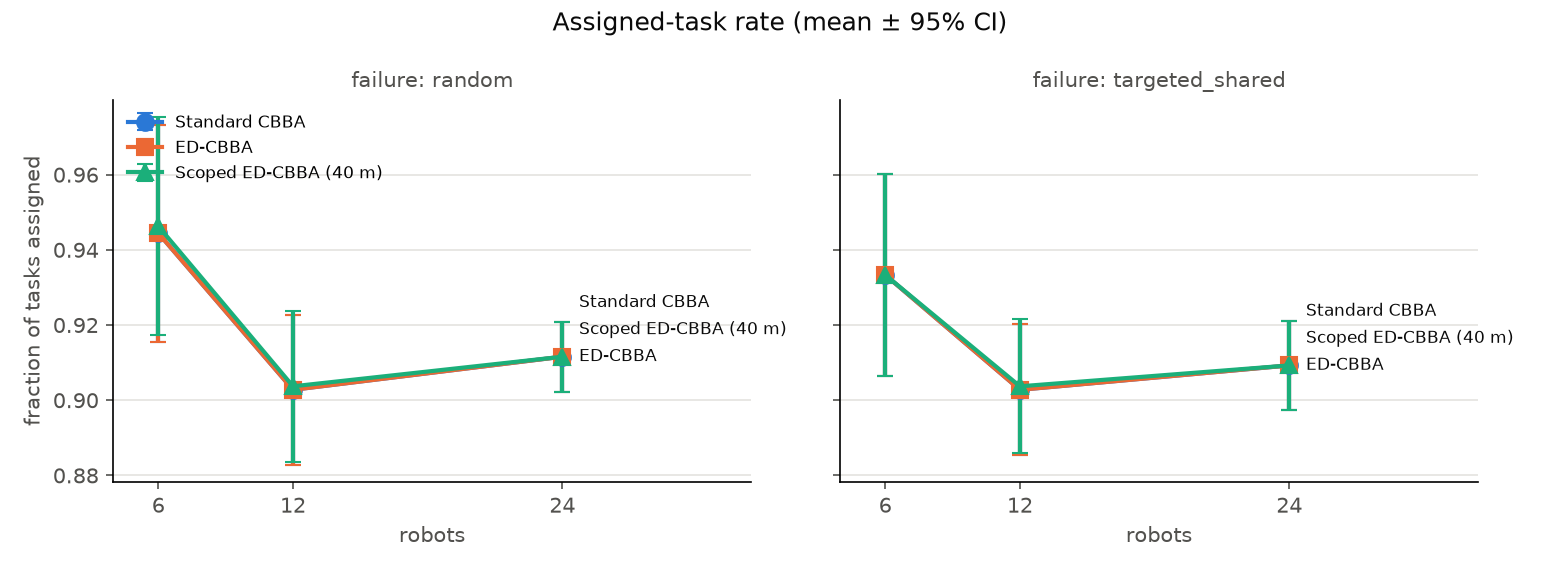 Assigned-task rate (mean ± 95% CI)
failure: random
failure: targeted_shared
Standard CBBA
ED-CBBA
Scoped ED-CBBA (40 m)
fraction of tasks assigned
0.96
0.94
0.92
0.90
0.88
Standard CBBA
Scoped ED-CBBA (40 m)
ED-CBBA
Standard CBBA
Scoped ED-CBBA (40 m)
ED-CBBA
6 12 24
6 12 24
robots
robots